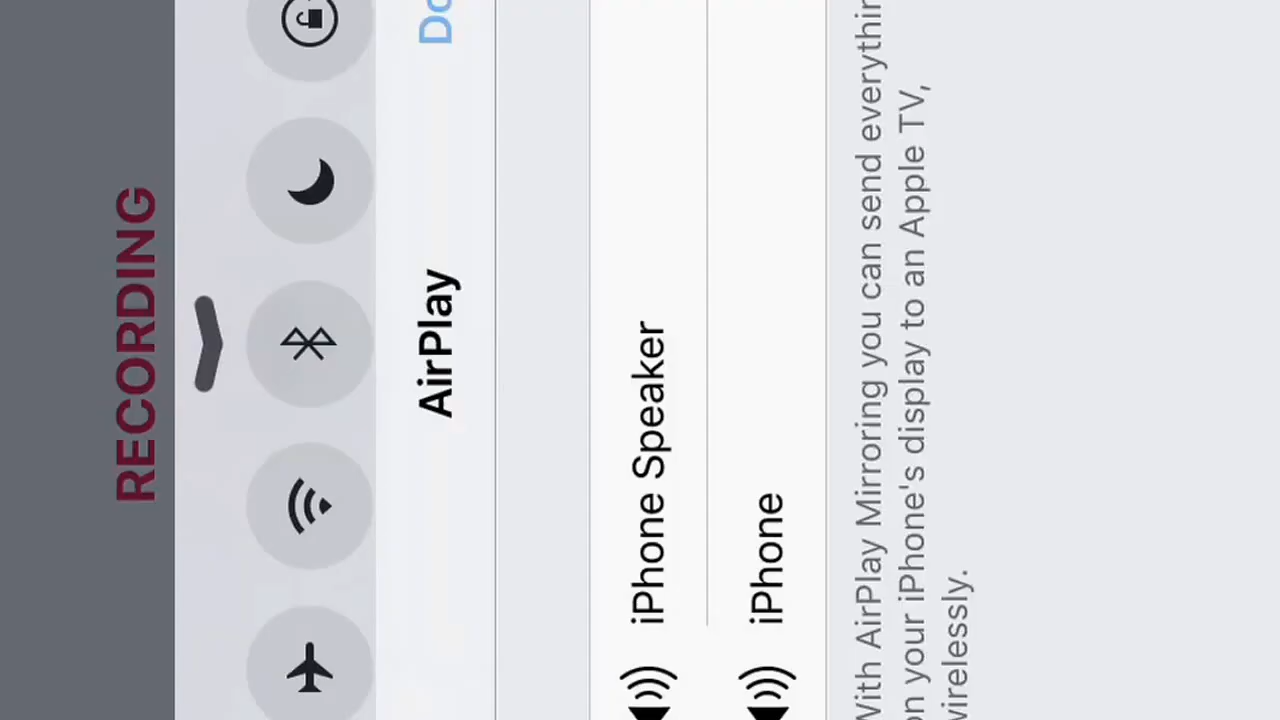 RECORDING
AirPlay
iPhone Speaker
iPhone
With AirPlay Mirroring you can send
on your iPhone's display to an Apple TV,
wirelessly.